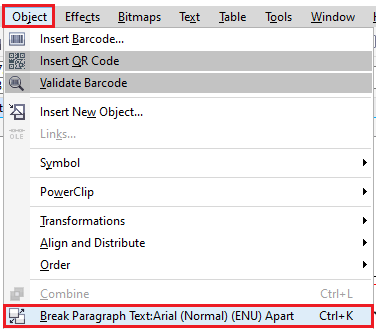 Object Effects Bitmaps Text Table Tools Window
Insert Barcode...
Insert QR Code
Validate Barcode
Insert New Object...
OLE Links...
Symbol
PowerClip
Transformations
Align and Distribute
Order
Combine Ctrl+L
Break Paragraph Text:Arial (Normal) (ENU) Apart Ctrl+K